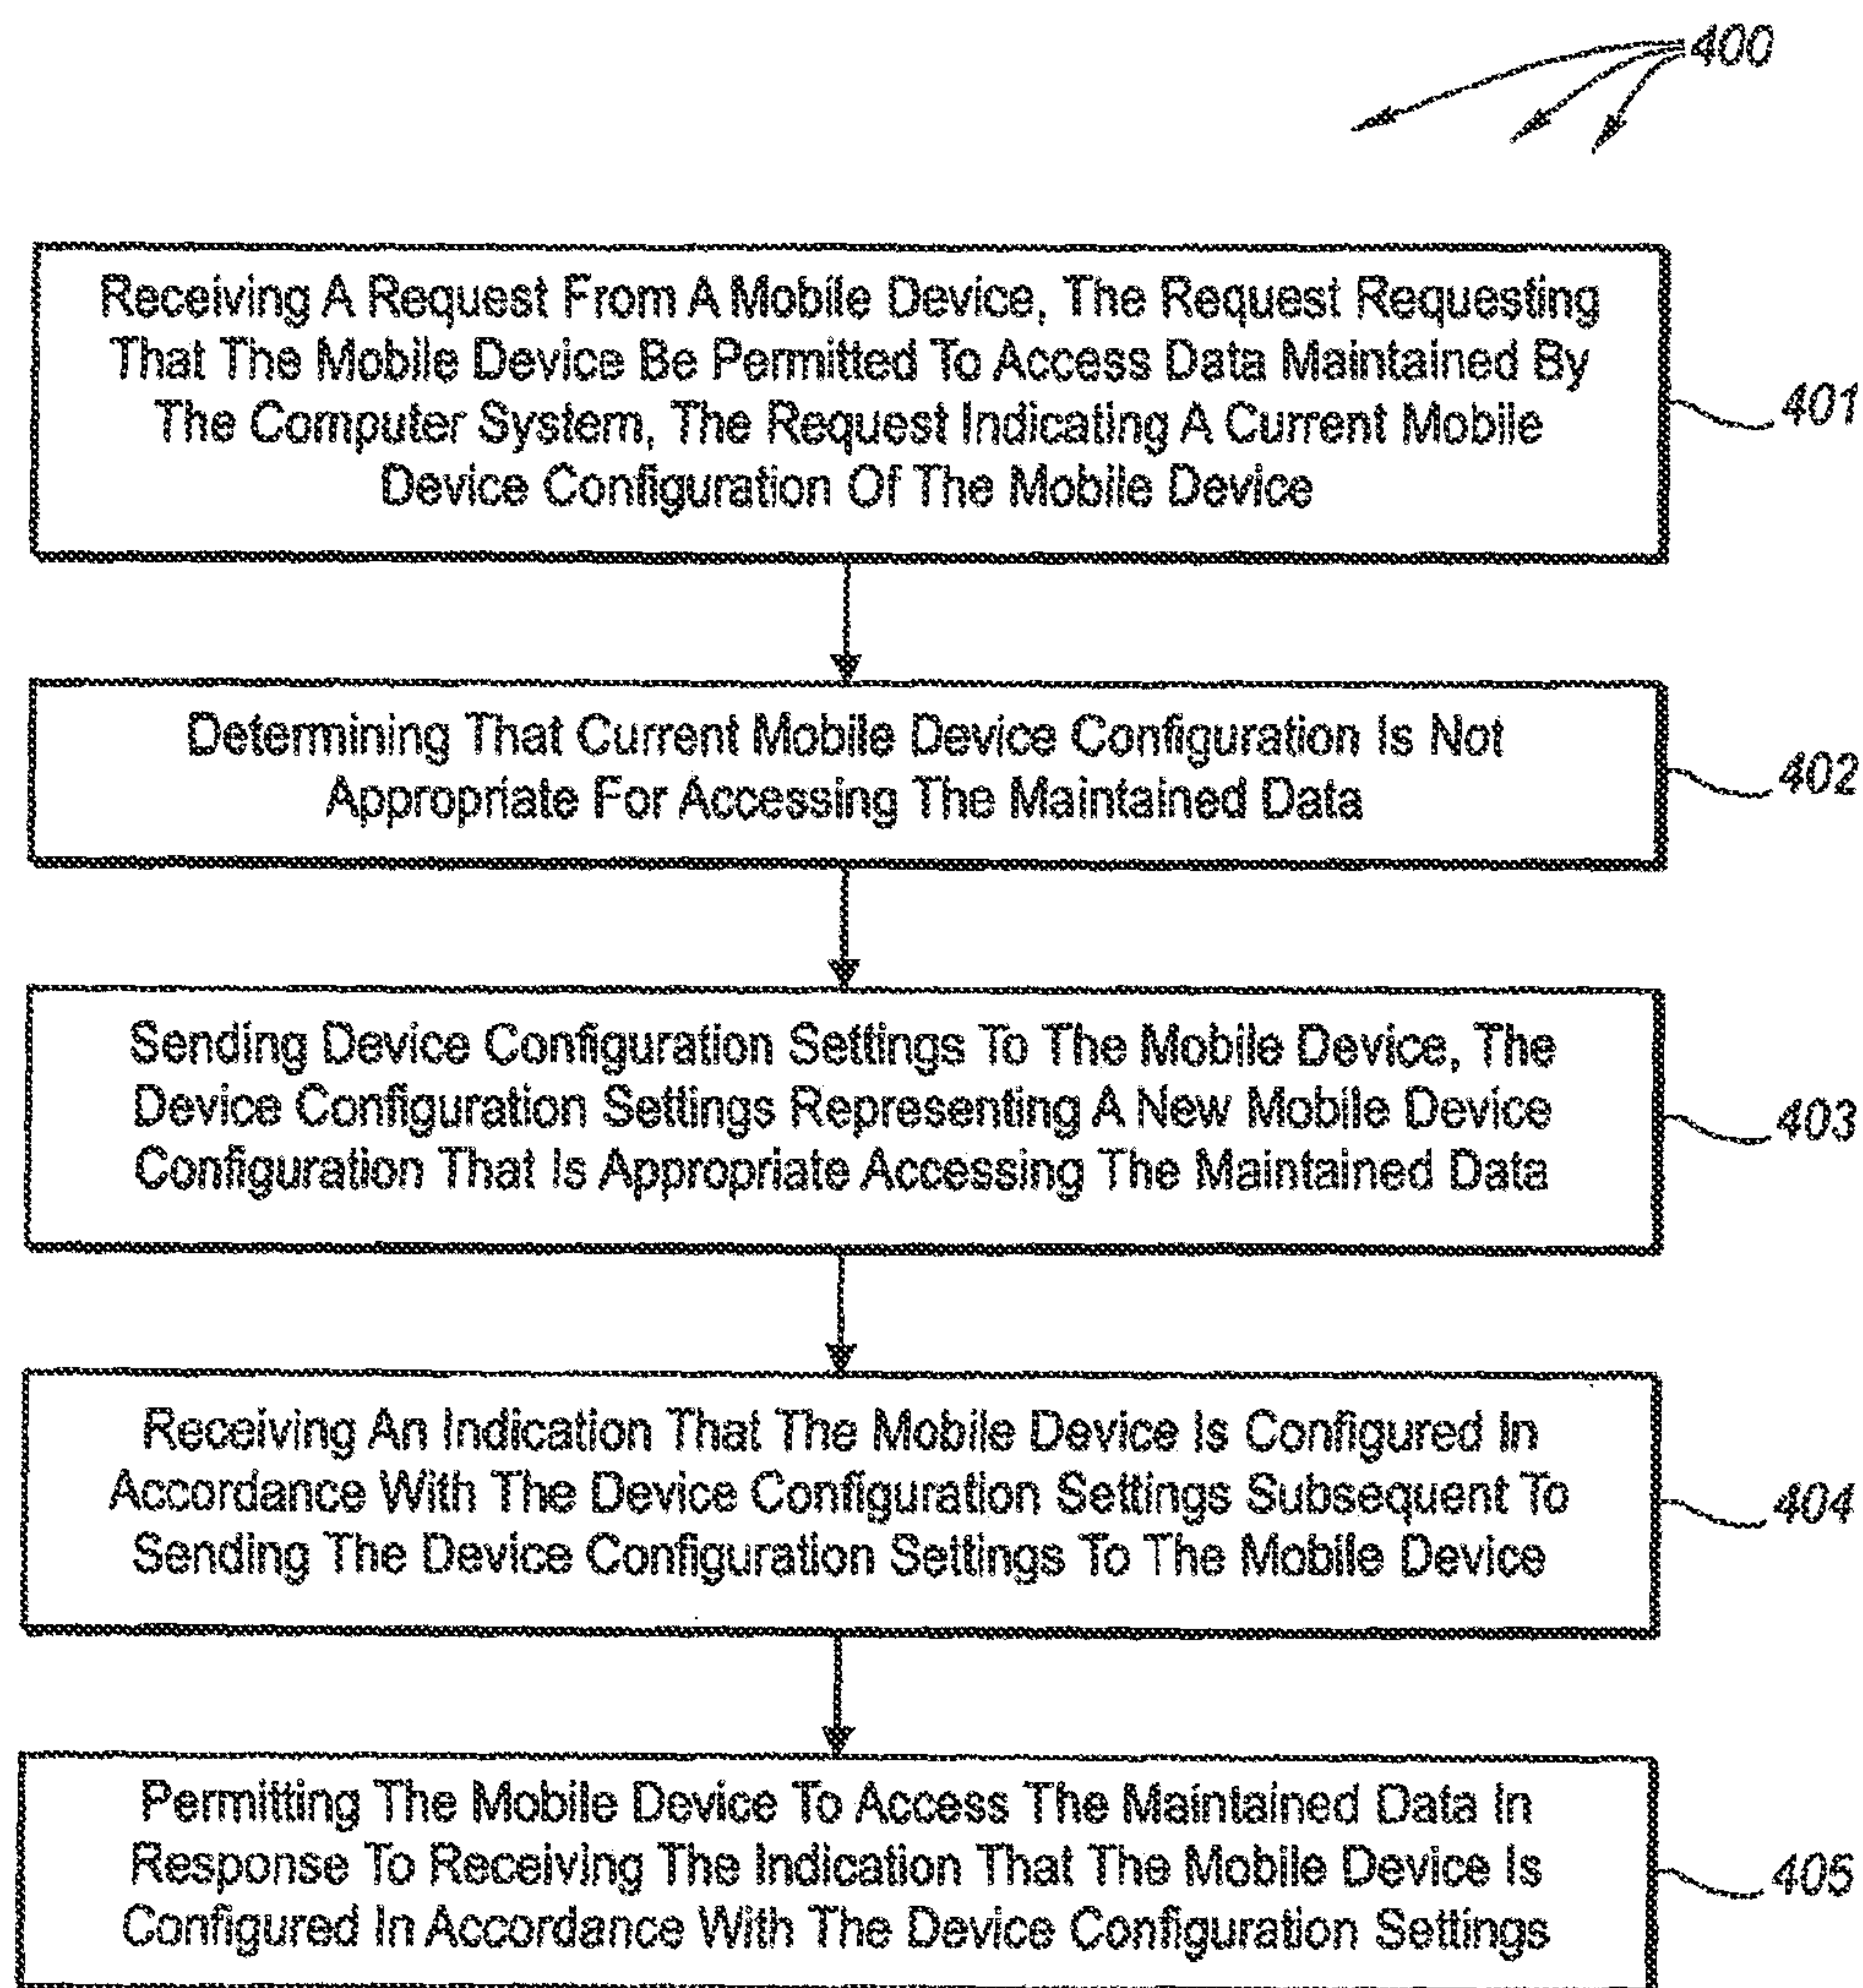 400
Receiving A Request From A Mobile Device, The Request Requesting
That The Mobile Device Be Permitted To Access Data Maintained By
The Computer System, The Request Indicating A Current Mobile
Device Configuration Of The Mobile Device
401
Determining That Current Mobile Device Configuration Is Not
Appropriate For Accessing The Maintained Data
402
Sending Device Configuration Settings To The Mobile Device, The
Device Configuration Settings Representing A New Mobile Device
Configuration That Is Appropriate Accessing The Maintained Data
403
Receiving An Indication That The Mobile Device Is Configured In
Accordance With The Device Configuration Settings Subsequent To
Sending The Device Configuration Settings To The Mobile Device
404
Permitting The Mobile Device To Access The Maintained Data In
Response To Receiving The Indication That The Mobile Device Is
Configured In Accordance With The Device Configuration Settings
405